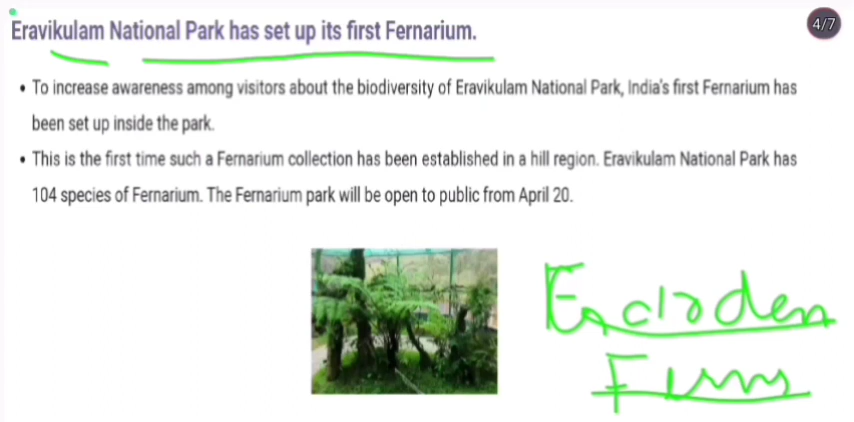 Eravikulam National Park has set up its first Fernarium.
4/7
• To increase awareness among visitors about the biodiversity of Eravikulam National Park, India's first Fernarium has
been set up inside the park.
• This is the first time such a Fernarium collection has been established in a hill region. Eravikulam National Park has
104 species of Fernarium. The Fernarium park will be open to public from April 20.